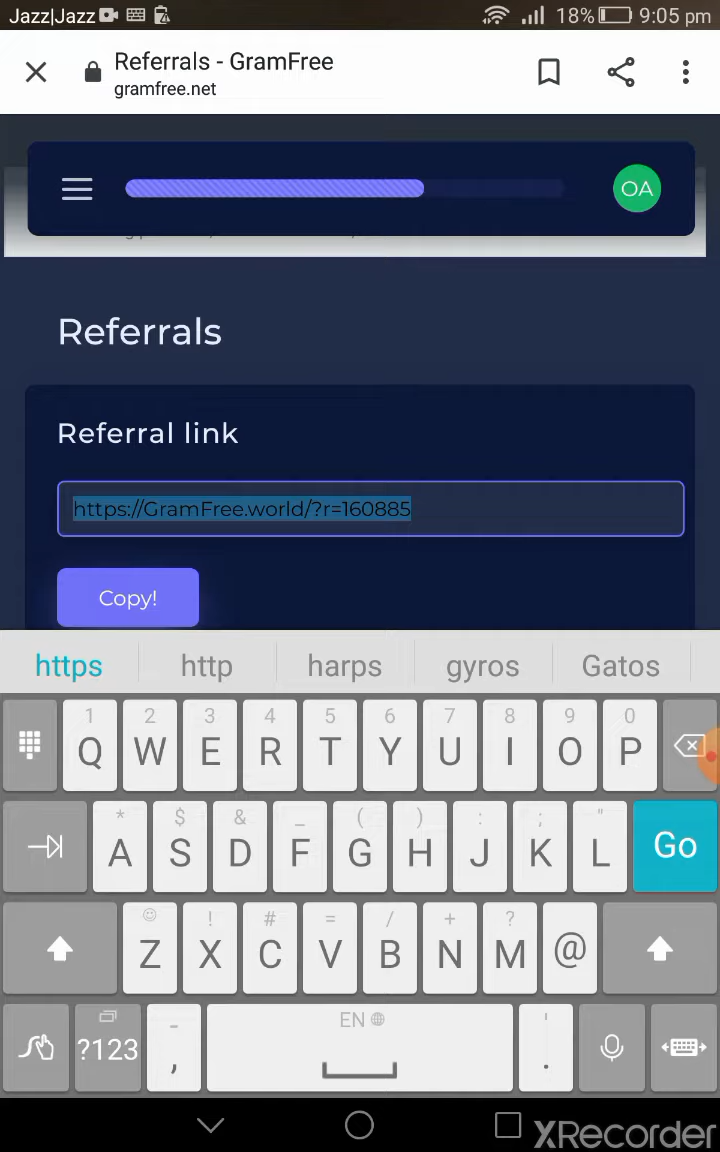 Jazz|Jazz 18% 9:05 pm
Referrals - GramFree
gramfree.net
OA
Referrals
Referral link
https://GramFree.world/?r=160885
Copy!
https http harps gyros Gatos
1 2 3 4 5 6 7 8 9 0
Q W E R T Y U I O P
* $ & _ ( ) : ; "
A S D F G H J K L Go
! # = / + ?
Z X C V B N M @
EN
?123 , .
XRecorder